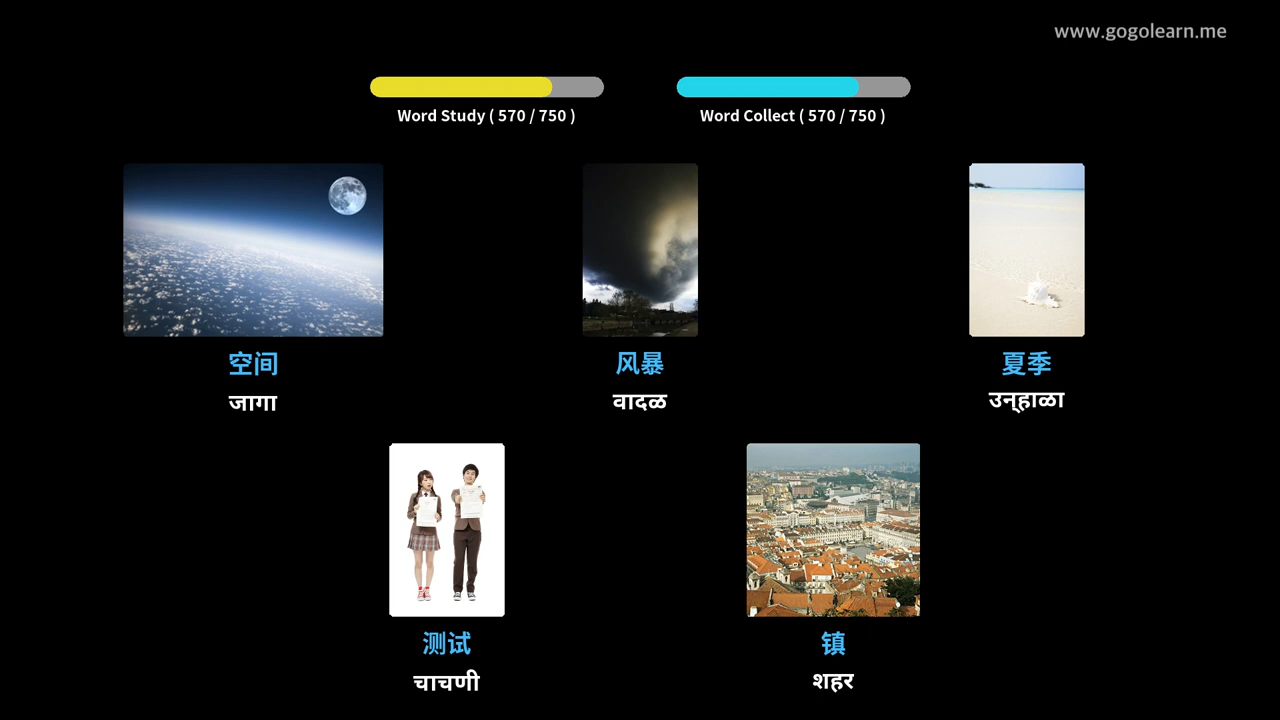 www.gogolearn.me
Word Study ( 570 / 750 )
Word Collect ( 570 / 750 )
空间
जागा
风暴
वादळ
夏季
उन्हाळा
测试
चाचणी
镇
शहर